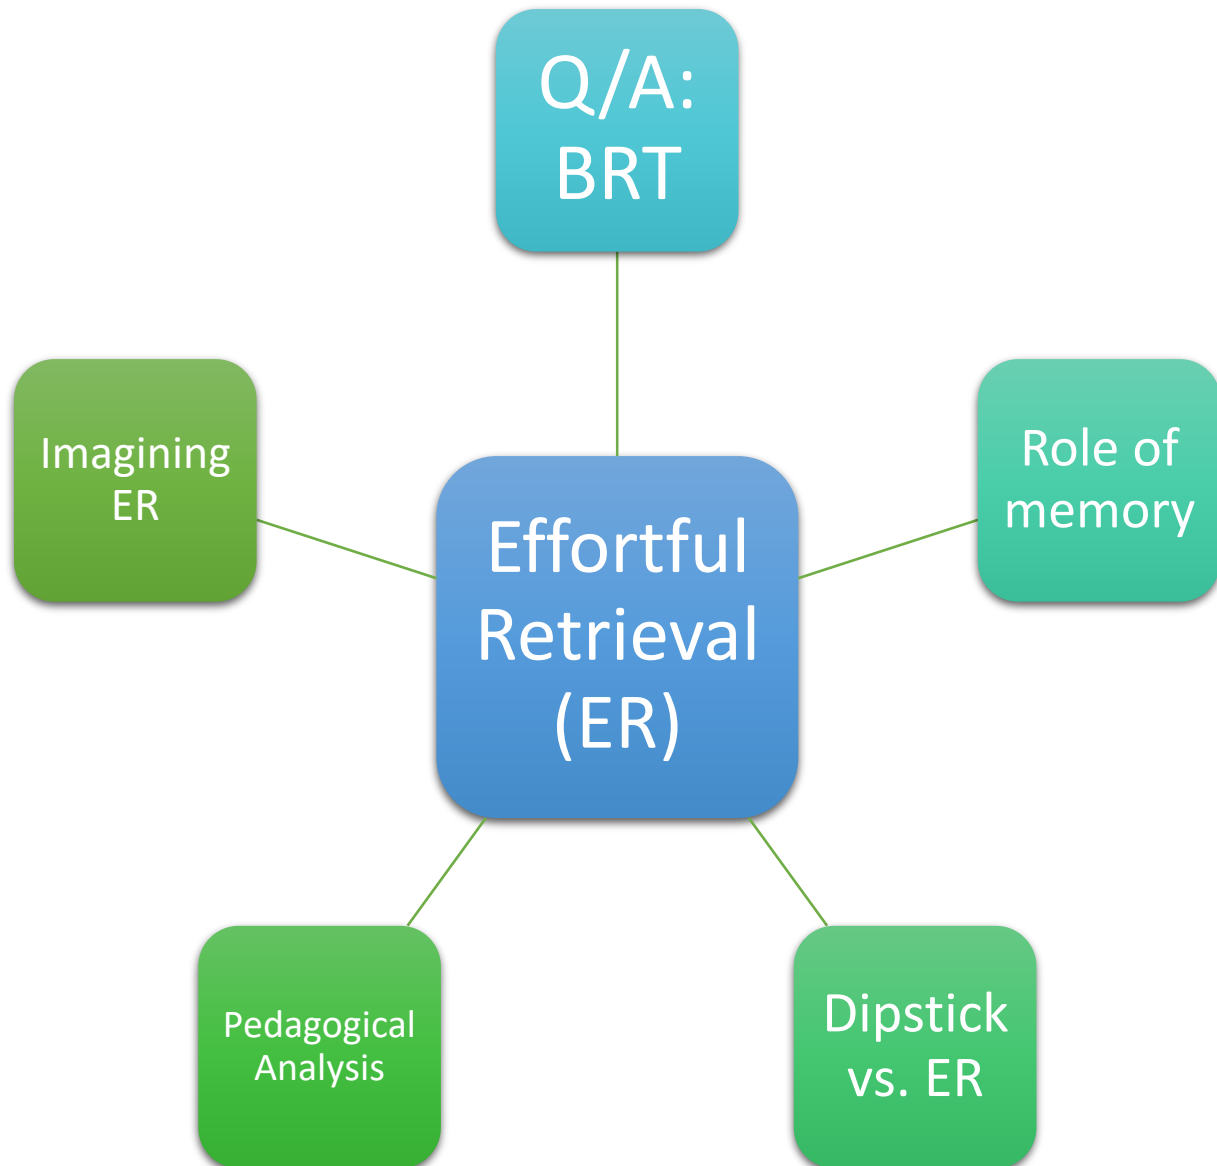 Q/A:
BRT
Imagining
ER
Role of
memory
Effortful
Retrieval
(ER)
Pedagogical
Analysis
Dipstick
vs. ER